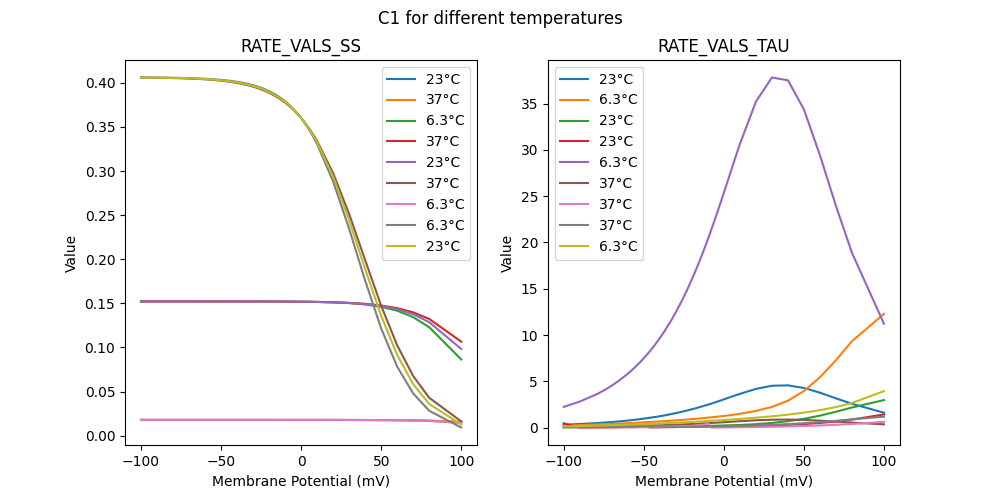 C1 for different temperatures
RATE_VALS_SS
0.40
0.35
0.30
0.25
0.20
0.15
0.10
0.05
0.00
Value
−100
−50
0
50
100
Membrane Potential (mV)
23°C
37°C
6.3°C
37°C
23°C
37°C
6.3°C
6.3°C
23°C
RATE_VALS_TAU
35
30
25
20
15
10
5
0
Value
−100
−50
0
50
100
Membrane Potential (mV)
23°C
6.3°C
23°C
23°C
6.3°C
37°C
37°C
37°C
6.3°C